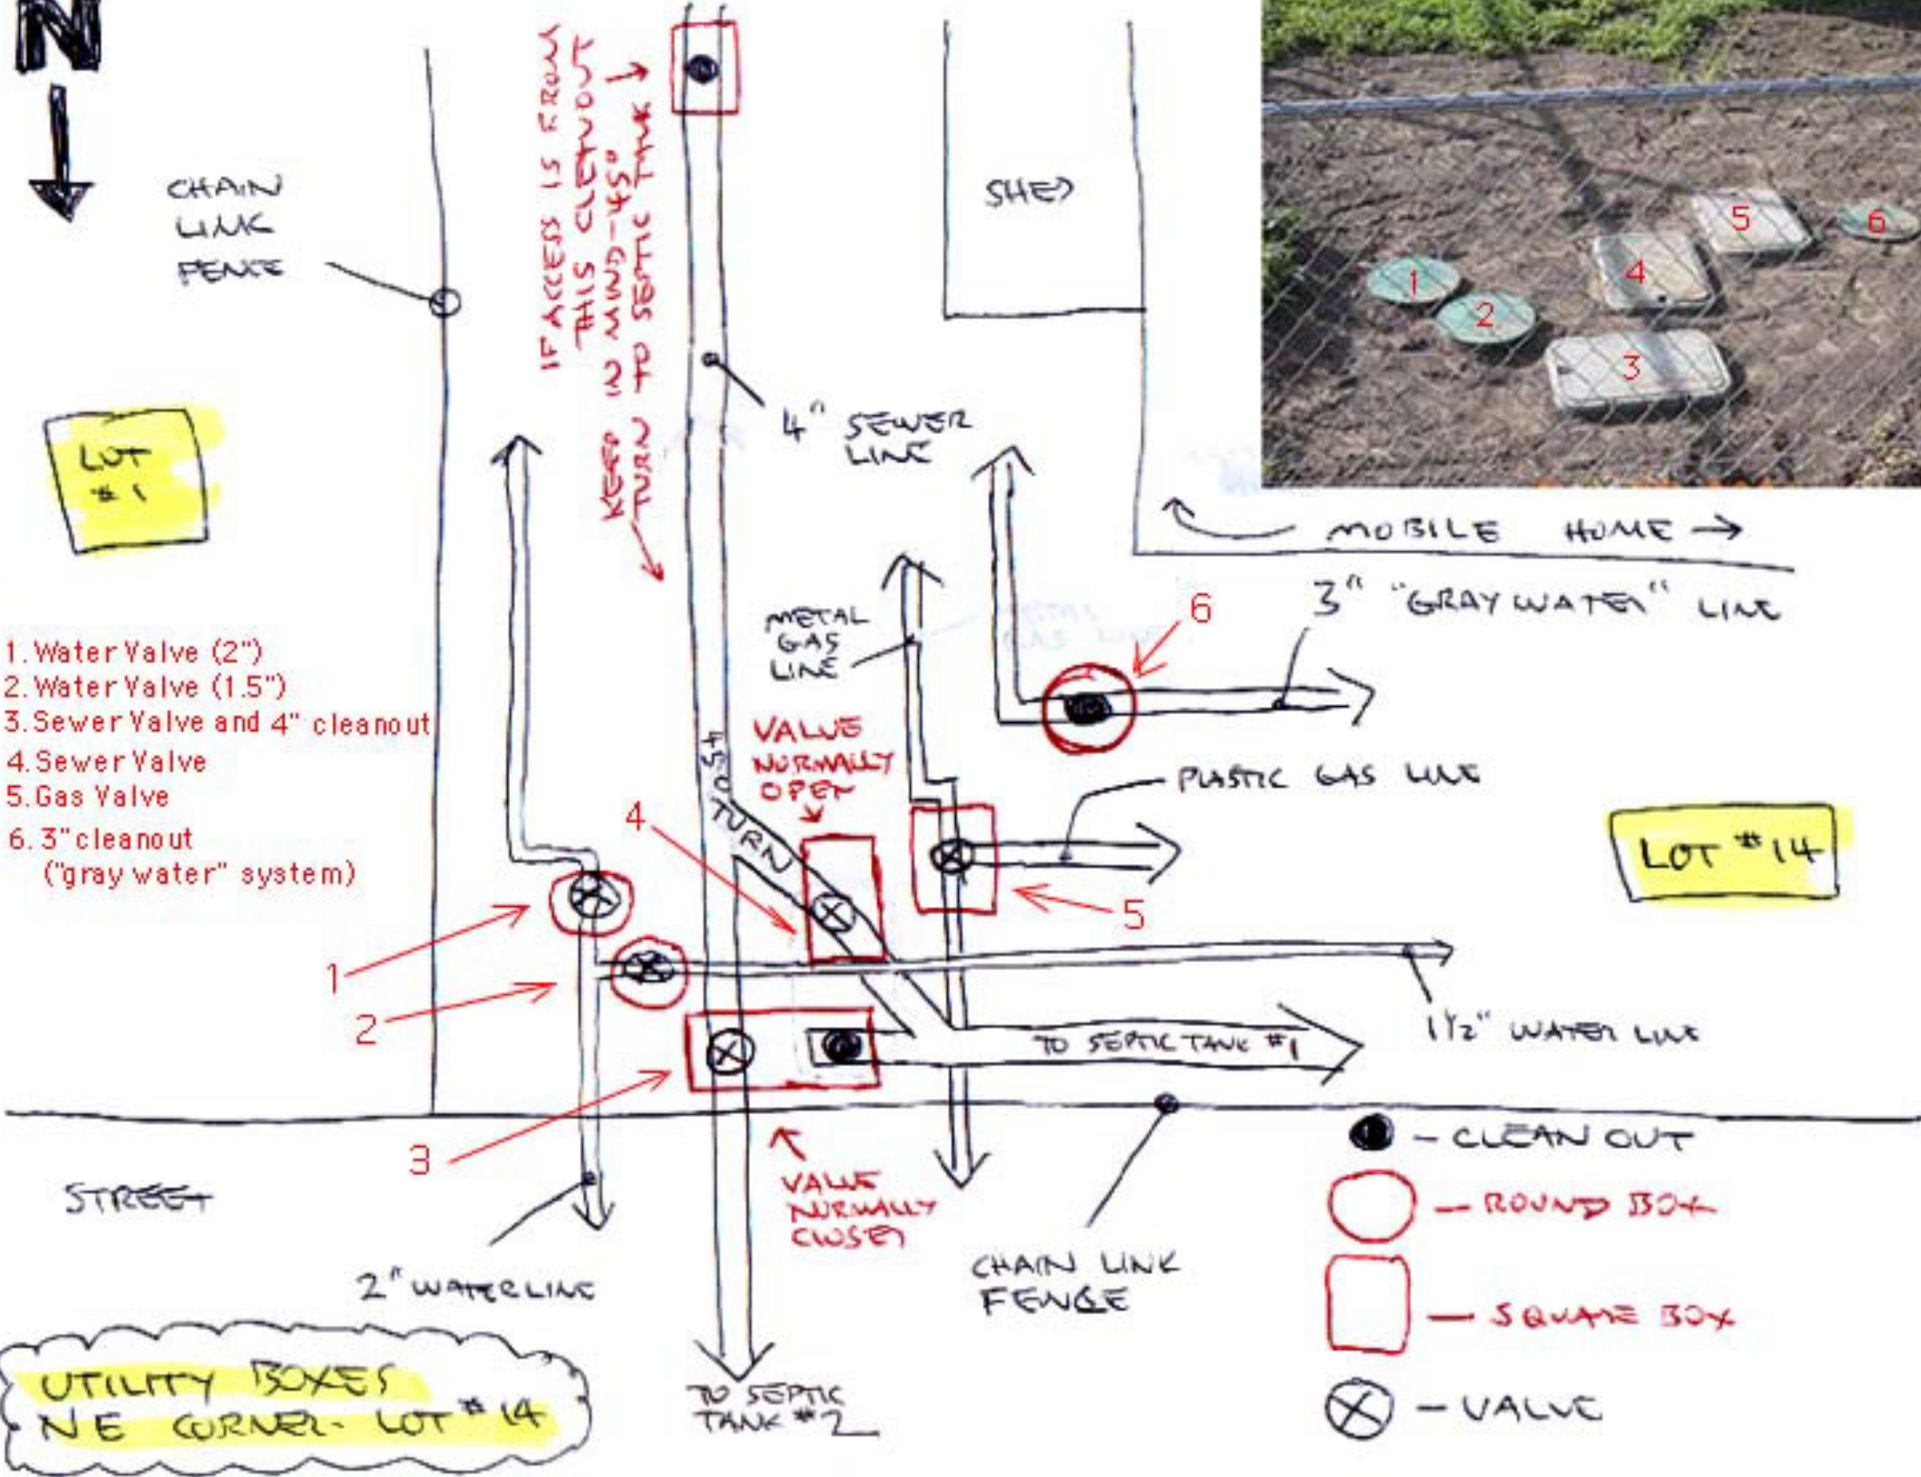 N
CHAIN
LINK
FENCE
IF ACCESS IS FROM
THIS CLEANOUT
KEEP IN MIND-45°
TURN TO SEPTIC TANK
SHED
4" SEWER
LINE
LOT
#1
MOBILE HOME
3" "GRAY WATER" LINE
METAL
GAS
LINE
1. Water Valve (2")
2. Water Valve (1.5")
3. Sewer Valve and 4" cleanout
4. Sewer Valve
5. Gas Valve
6. 3" cleanout
("gray water" system)
VALUE
NORMALLY
OPEN
45°
TURN
PLASTIC GAS LINE
LOT #14
1
2
3
4
5
6
1
2
3
4
5
6
1 1/2" WATER LINE
TO SEPTIC TANK #1
VALUE
NORMALLY
CLOSED
STREET
2" WATERLINE
CHAIN LINK
FENCE
TO SEPTIC
TANK #2
- CLEAN OUT
- ROUND BOX
- SQUARE BOX
- VALVE
UTILITY BOXES
NE CORNER- LOT #14